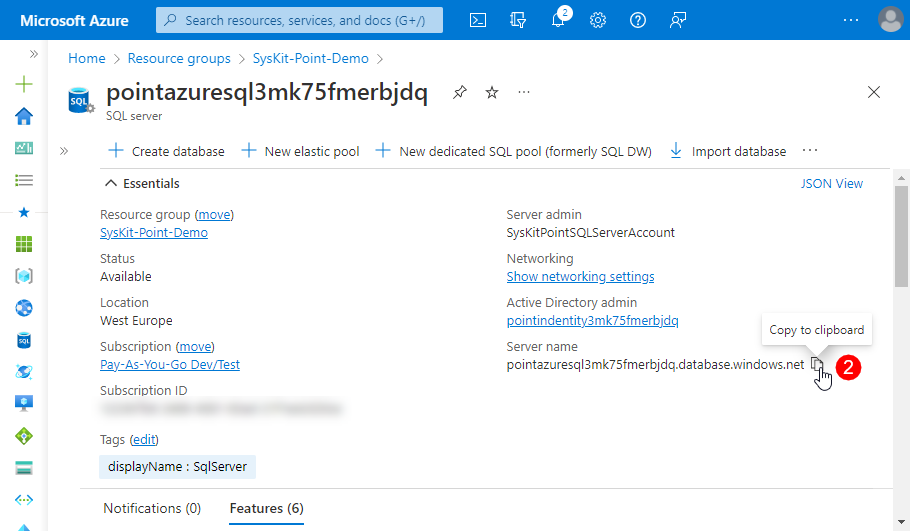 Microsoft Azure
Search resources, services, and docs (G+/)
2
Home > Resource groups > SysKit-Point-Demo >
SQL
pointazuresql3mk75fmerbjdq
SQL server
Create database
New elastic pool
New dedicated SQL pool (formerly SQL DW)
Import database
Essentials
JSON View
Resource group (move)
SysKit-Point-Demo
Status
Available
Location
West Europe
Subscription (move)
Pay-As-You-Go Dev/Test
Subscription ID
Tags (edit)
displayName : SqlServer
Server admin
SysKitPointSQLServerAccount
Networking
Show networking settings
Active Directory admin
pointindentity3mk75fmerbjdq
Copy to clipboard
Server name
pointazuresql3mk75fmerbjdq.database.windows.net
2
SQL
Notifications (0)
Features (6)